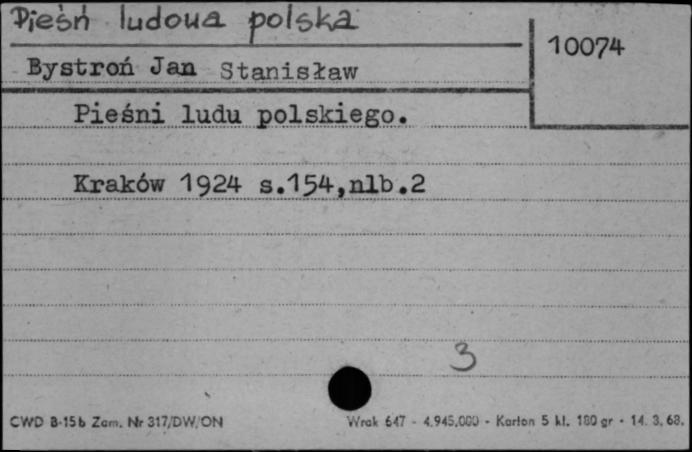 Pieśń ludowa polska
10074
Bystroń Jan Stanisław
Pieśni ludu polskiego.
Kraków 1924 s.154,nlb.2
3
CWD B-15b Zam. Nr 317/DW/ON
Wrak 647 - 4.945.000 - Karton 5 kl. 180 gr - 14. 3. 68.